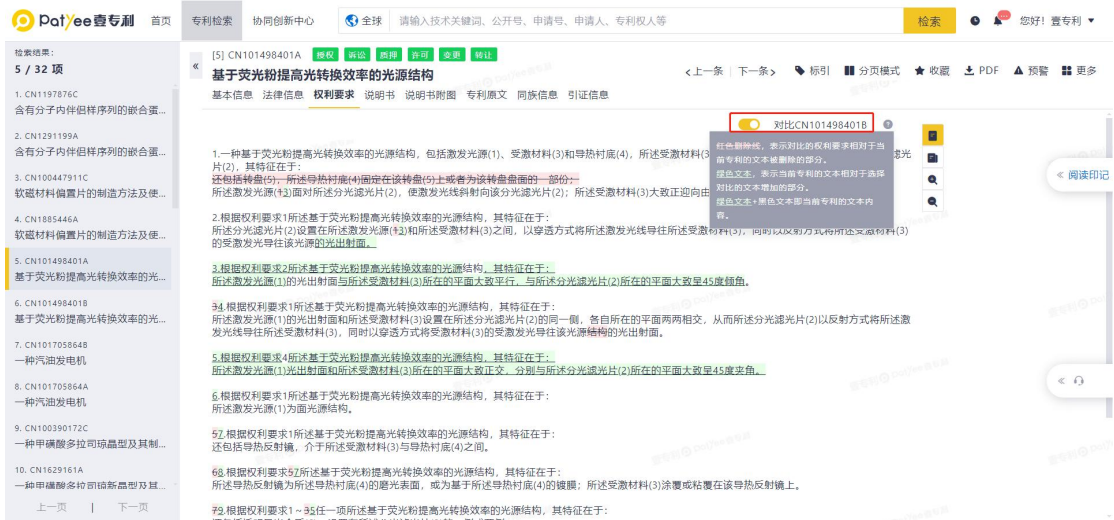 PatYee壹专利 首页 专利检索 协同创新中心 全球 请输入技术关键词、公开号、申请号、申请人、专利权人等 检索 您好！壹专利
检索结果：
5 / 32 项
1. CN1197876C
含有分子内伴侣样序列的嵌合蛋...
2. CN1291199A
含有分子内伴侣样序列的嵌合蛋...
3. CN100447911C
软磁材料偏置片的制造方法及使...
4. CN1885446A
软磁材料偏置片的制造方法及使...
5. CN101498401A
基于荧光粉提高光转换效率的光...
6. CN101498401B
基于荧光粉提高光转换效率的光...
7. CN101705864B
一种汽油发电机
8. CN101705864A
一种汽油发电机
9. CN100390172C
一种甲磺酸多拉司琼晶型及其制...
10. CN1629161A
一种甲磺酸多拉司琼新晶型及其...
上一页 | 下一页
«
[5] CN101498401A 授权 诉讼 质押 许可 变更 转让
基于荧光粉提高光转换效率的光源结构
<上一条 | 下一条> 标引 分页模式 收藏 PDF 预警 更多
基本信息 法律信息 权利要求 说明书 说明书附图 专利原文 同族信息 引证信息
对比CN101498401B
红色删除线，表示对比的权利要求相对于当
前专利的文本被删除的部分。
绿色文本，表示当前专利的文本相对于选择
对比的文本增加的部分。
绿色文本+黑色文本即当前专利的文本内
容。
1.一种基于荧光粉提高光转换效率的光源结构，包括激发光源(1)、受激材料(3)和导热衬底(4)，所述受激材料(3 滤光
片(2)，其特征在于：
还包括转盘(5)，所述导热衬底(4)固定在该转盘(5)上或者为该转盘盘面的一部份；
所述激发光源(13)面对所述分光滤光片(2)，使激发光线斜射向该分光滤光片(2)；所述受激材料(3)大致正迎向由
2.根据权利要求1所述基于荧光粉提高光转换效率的光源结构，其特征在于：
所述分光滤光片(2)设置在所述激发光源(13)和所述受激材料(3)之间，以穿透方式将所述激发光线导往所述受激材料(3)，同时以反射方式将所述受激材料(3)
的受激发光导往该光源的光出射面。
3.根据权利要求2所述基于荧光粉提高光转换效率的光源结构，其特征在于：
所述激发光源(1)的光出射面与所述受激材料(3)所在的平面大致平行，与所述分光滤光片(2)所在的平面大致呈45度倾角。
34.根据权利要求1所述基于荧光粉提高光转换效率的光源结构，其特征在于：
所述激发光源(1)的光出射面和所述受激材料(3)设置在所述分光滤光片(2)的同一侧，各自所在的平面两两相交，从而所述分光滤光片(2)以反射方式将所述激
发光线导往所述受激材料(3)，同时以穿透方式将受激材料(3)的受激发光导往该光源结构的光出射面。
5.根据权利要求4所述基于荧光粉提高光转换效率的光源结构，其特征在于：
所述激发光源(1)光出射面和所述受激材料(3)所在的平面大致正交，分别与所述分光滤光片(2)所在的平面大致呈45度夹角。
6.根据权利要求1所述基于荧光粉提高光转换效率的光源结构，其特征在于：
所述激发光源(1)为面光源结构。
57.根据权利要求1所述基于荧光粉提高光转换效率的光源结构，其特征在于：
还包括导热反射镜，介于所述受激材料(3)与导热衬底(4)之间。
68.根据权利要求57所述基于荧光粉提高光转换效率的光源结构，其特征在于：
所述导热反射镜为所述导热衬底(4)的磨光表面，或为基于所述导热衬底(4)的镀膜；所述受激材料(3)涂覆或粘覆在该导热反射镜上。
79.根据权利要求1～35任一项所述基于荧光粉提高光转换效率的光源结构，其特征在于：
« 阅读印记
«